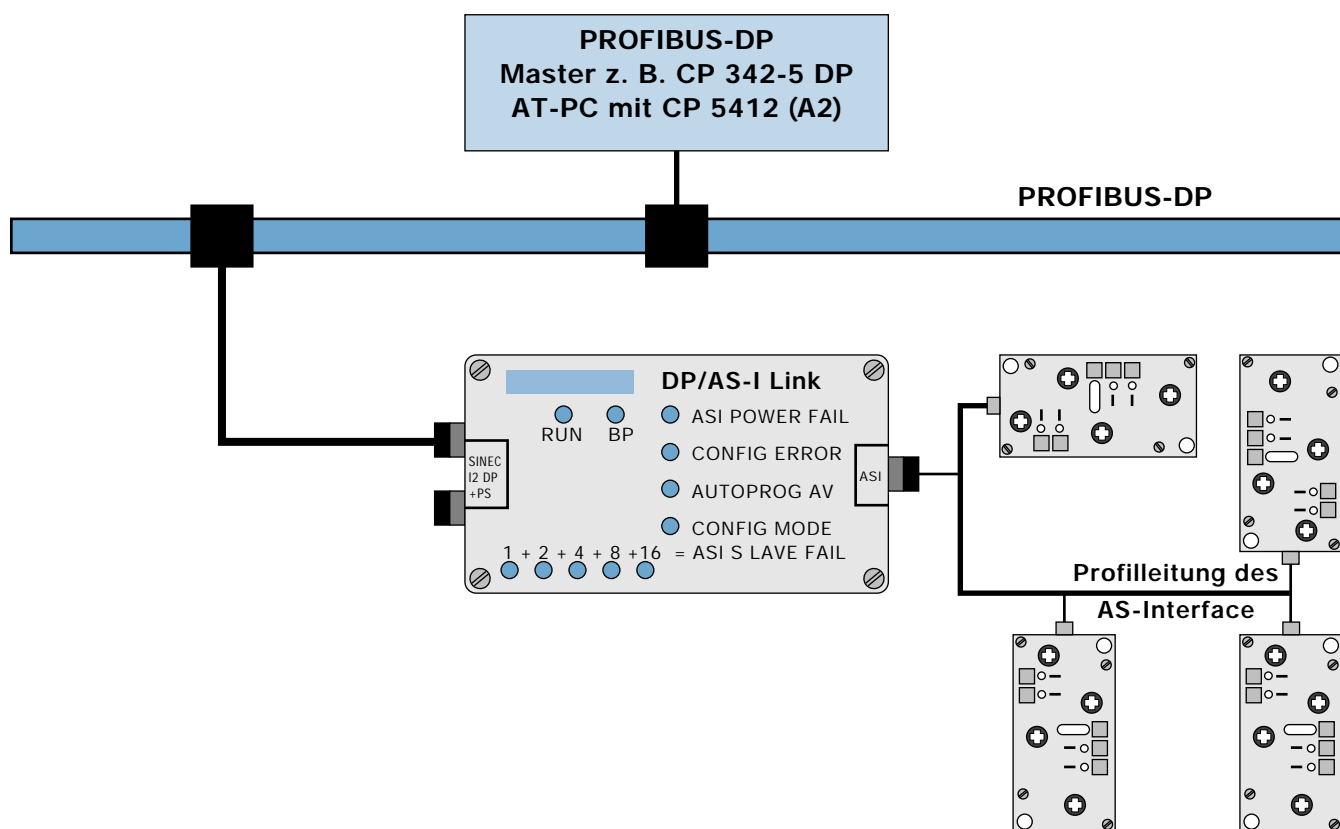 PROFIBUS-DP
Master z. B. CP 342-5 DP
AT-PC mit CP 5412 (A2)
PROFIBUS-DP
DP/AS-I Link
RUN BP
ASI POWER FAIL
CONFIG ERROR
AUTOPROG AV
CONFIG MODE
1 + 2 + 4 + 8 +16 = ASI S LAVE FAIL
SINEC
I2 DP
+PS
ASI
Profilleitung des
AS-Interface